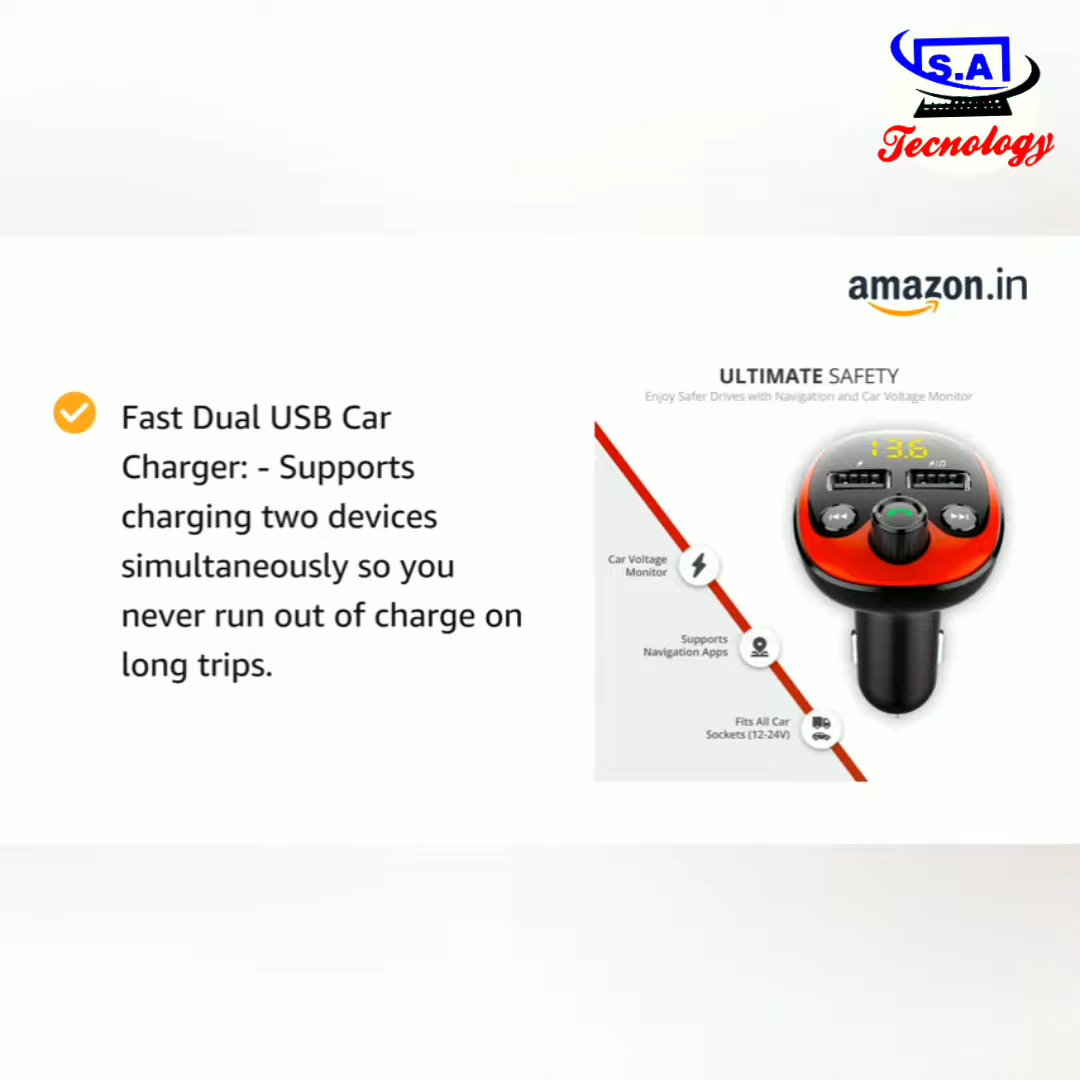 S.A
Tecnology
amazon.in
ULTIMATE SAFETY
Enjoy Safer Drives with Navigation and Car Voltage Monitor
Fast Dual USB Car
Charger: - Supports
charging two devices
simultaneously so you
never run out of charge on
long trips.
13.6
Car Voltage
Monitor
Supports
Navigation Apps
Fits All Car
Sockets (12-24V)